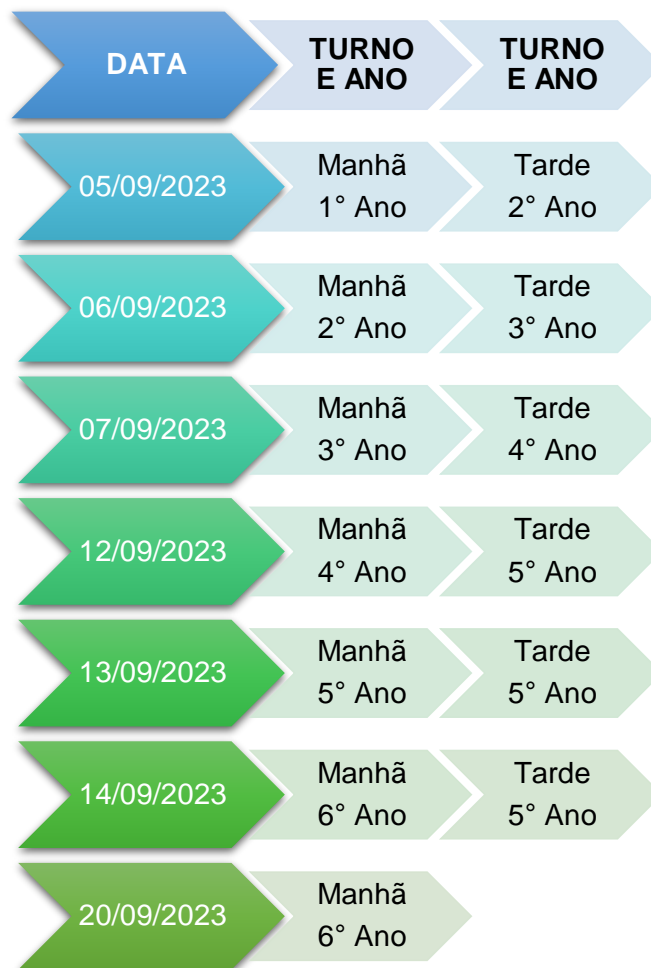 DATA
TURNO
E ANO
TURNO
E ANO
05/09/2023
Manhã
1° Ano
Tarde
2° Ano
06/09/2023
Manhã
2° Ano
Tarde
3° Ano
07/09/2023
Manhã
3° Ano
Tarde
4° Ano
12/09/2023
Manhã
4° Ano
Tarde
5° Ano
13/09/2023
Manhã
5° Ano
Tarde
5° Ano
14/09/2023
Manhã
6° Ano
Tarde
5° Ano
20/09/2023
Manhã
6° Ano